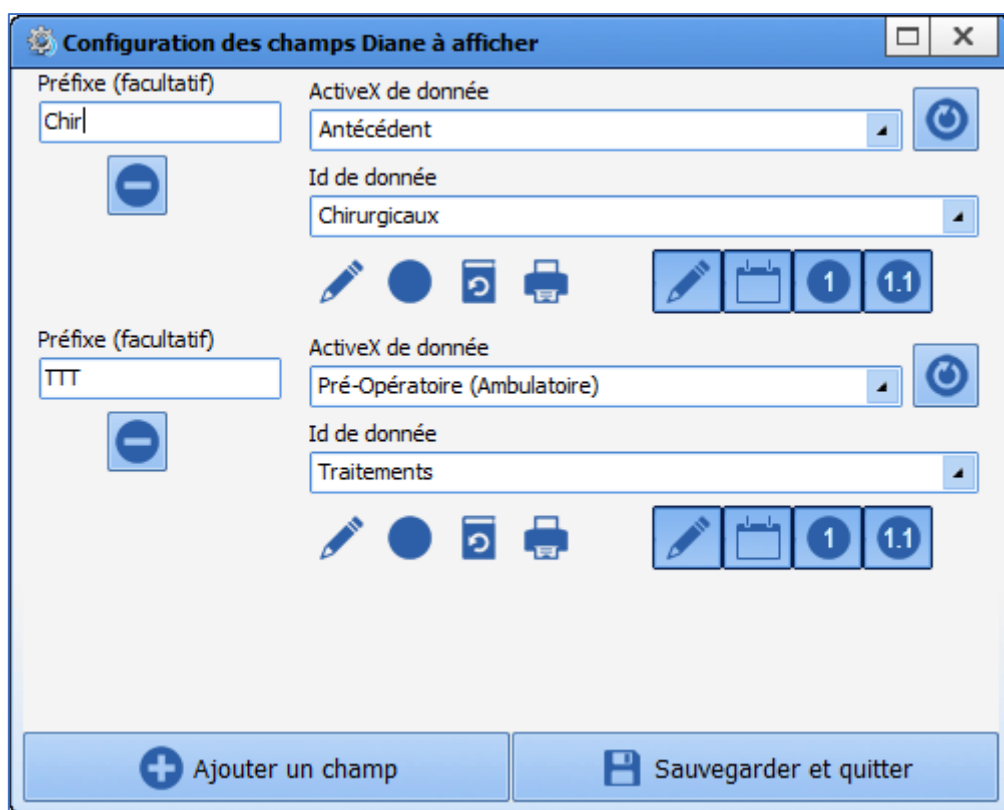 Configuration des champs Diane à afficher
Préfixe (facultatif)
ActiveX de donnée
Chir
Antécédent
Id de donnée
Chirurgicaux
1
1.1
Préfixe (facultatif)
ActiveX de donnée
TTT
Pré-Opératoire (Ambulatoire)
Id de donnée
Traitements
1
1.1
Ajouter un champ
Sauvegarder et quitter